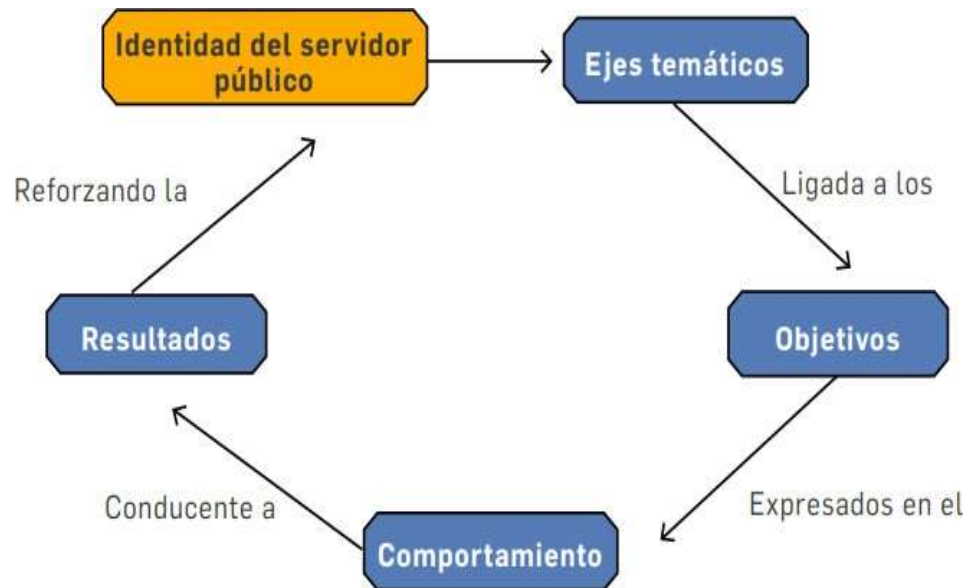 Identidad del servidor
público
Ejes temáticos
Ligada a los
Objetivos
Expresados en el
Comportamiento
Conducente a
Resultados
Reforzando la